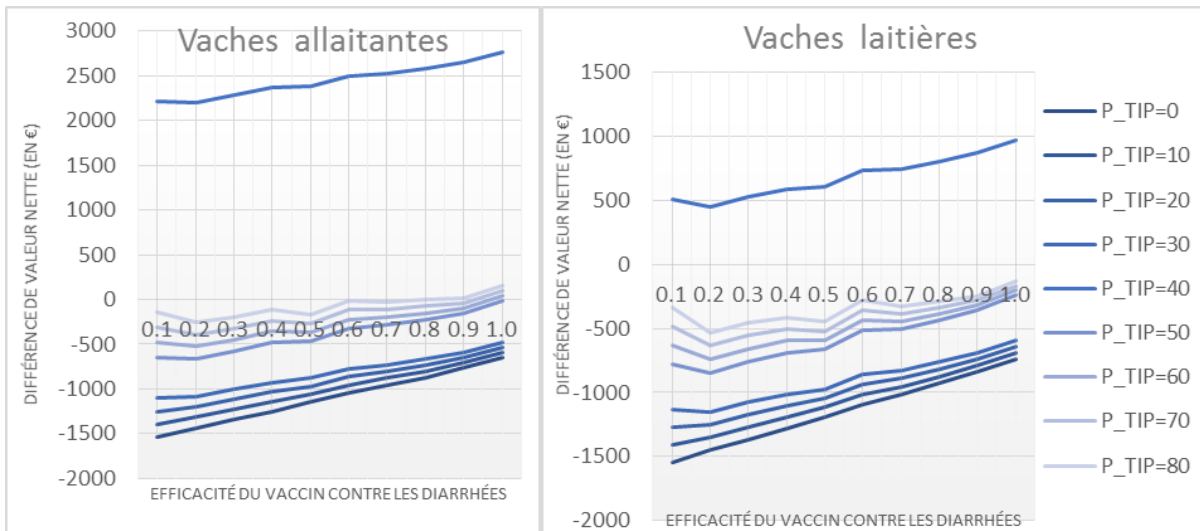 Vaches allaitantes
DIFFÉRENCE DE VALEUR NETTE (EN €)
3000
2500
2000
1500
1000
500
0
-500
-1000
-1500
-2000
0.1 0.2 0.3 0.4 0.5 0.6 0.7 0.8 0.9 1.0
EFFICACITÉ DU VACCIN CONTRE LES DIARRHÉES
Vaches laitières
DIFFÉRENCE DE VALEUR NETTE (EN €)
1500
1000
500
0
-500
-1000
-1500
-2000
0.1 0.2 0.3 0.4 0.5 0.6 0.7 0.8 0.9 1.0
EFFICACITÉ DU VACCIN CONTRE LES DIARRHÉES
P_TIP=0
P_TIP=10
P_TIP=20
P_TIP=30
P_TIP=40
P_TIP=50
P_TIP=60
P_TIP=70
P_TIP=80